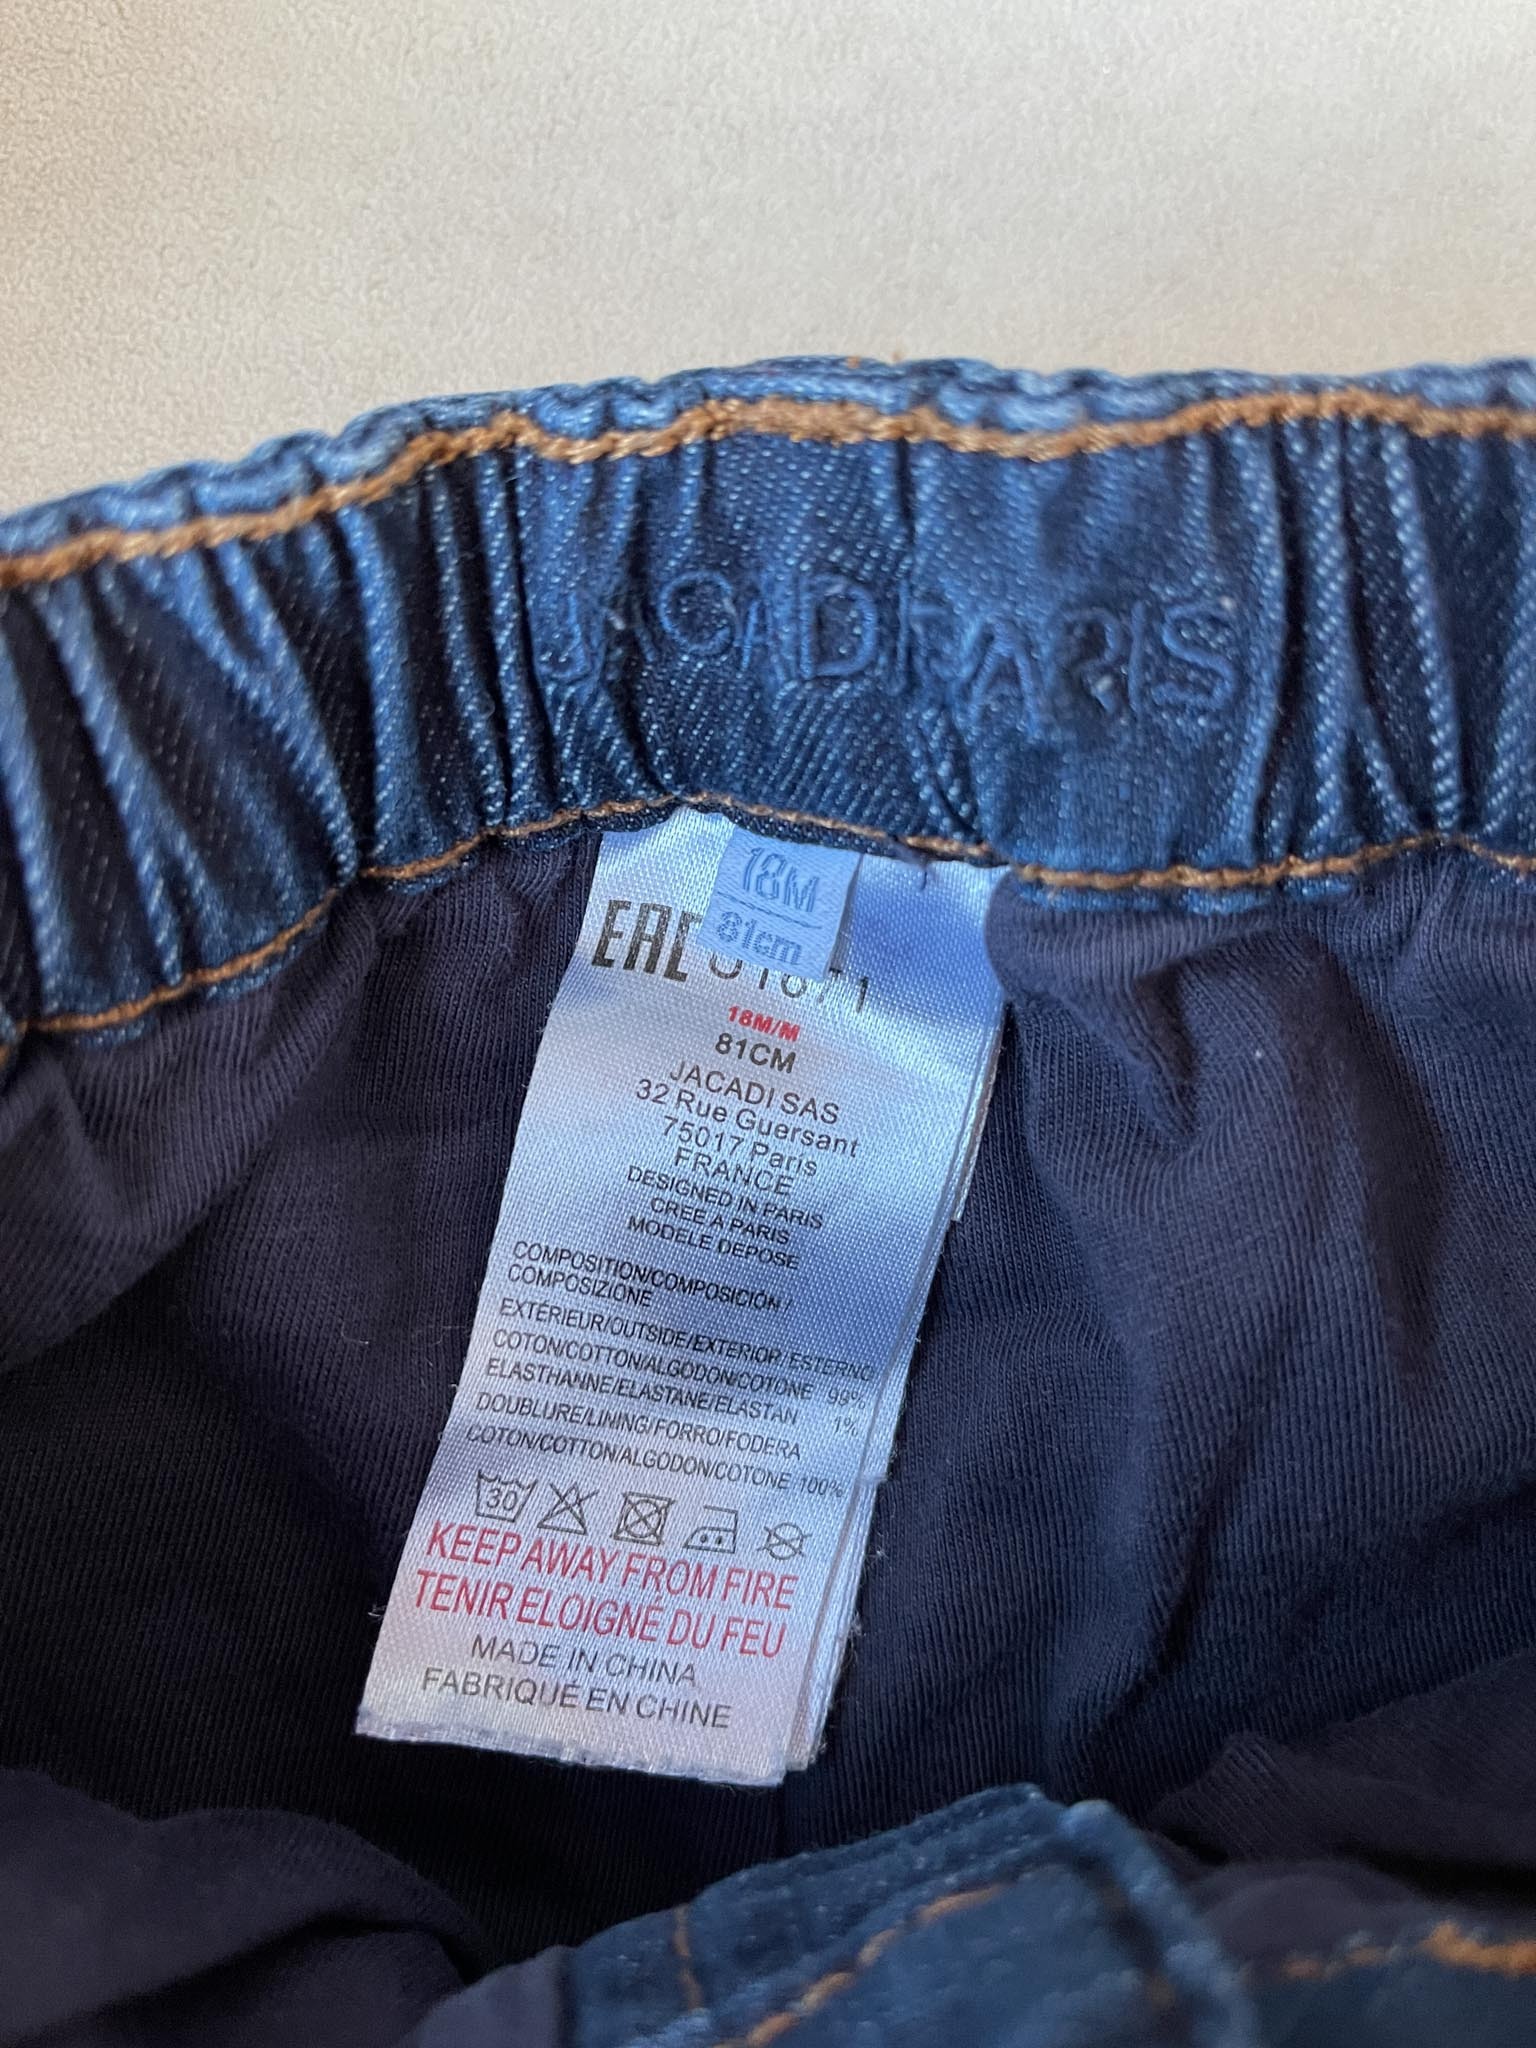 JACADI PARIS
18M
81cm
EAC
18M/M
81CM
JACADI SAS
32 Rue Guersant
75017 Paris
FRANCE
DESIGNED IN PARIS
CREE A PARIS
MODELE DEPOSE
COMPOSITION/COMPOSICIÓN/
COMPOSIZIONE
EXTÉRIEUR/OUTSIDE/EXTERIOR/ESTERNO
COTON/COTTON/ALGODON/COTONE 99%
ELASTHANNE/ELASTANE/ELASTAN 1%
DOUBLURE/LINING/FORRO/FODERA
COTON/COTTON/ALGODON/COTONE 100%
30
KEEP AWAY FROM FIRE
TENIR ELOIGNÉ DU FEU
MADE IN CHINA
FABRIQUÉ EN CHINE